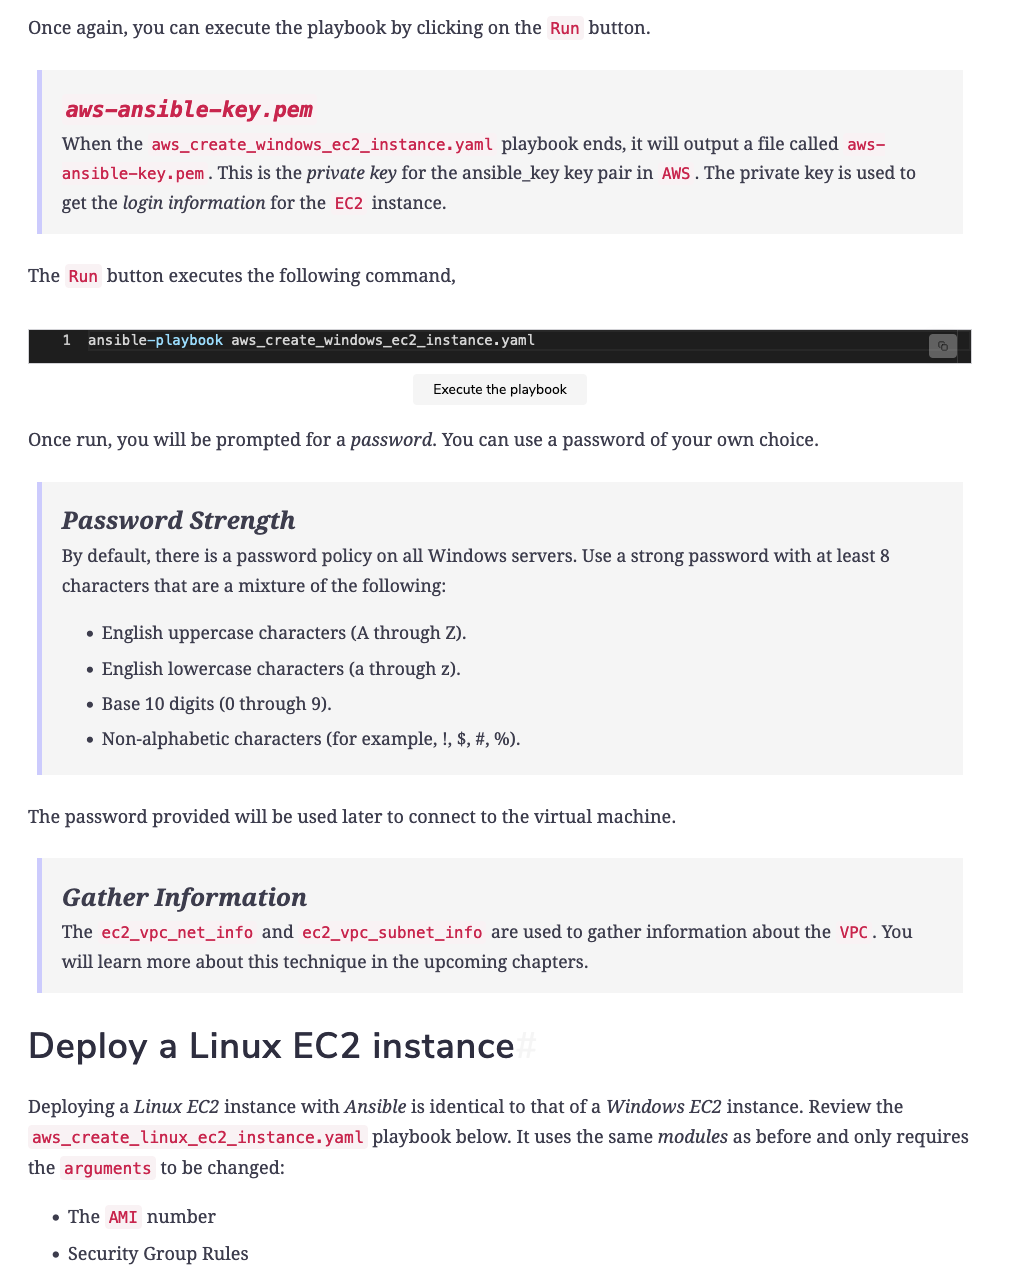 Once again, you can execute the playbook by clicking on the Run button.
aws-ansible-key.pem
When the aws_create_windows_ec2_instance.yaml playbook ends, it will output a file called aws-
ansible-key.pem. This is the private key for the ansible_key key pair in AWS. The private key is used to
get the login information for the EC2 instance.
The Run button executes the following command,
1 ansible-playbook aws_create_windows_ec2_instance.yaml
Execute the playbook
Once run, you will be prompted for a password. You can use a password of your own choice.
Password Strength
By default, there is a password policy on all Windows servers. Use a strong password with at least 8
characters that are a mixture of the following:
• English uppercase characters (A through Z).
• English lowercase characters (a through z).
• Base 10 digits (0 through 9).
• Non-alphabetic characters (for example, !, $, #, %).
The password provided will be used later to connect to the virtual machine.
Gather Information
The ec2_vpc_net_info and ec2_vpc_subnet_info are used to gather information about the VPC. You
will learn more about this technique in the upcoming chapters.
Deploy a Linux EC2 instance#
Deploying a Linux EC2 instance with Ansible is identical to that of a Windows EC2 instance. Review the
aws_create_linux_ec2_instance.yaml playbook below. It uses the same modules as before and only requires
the arguments to be changed:
• The AMI number
• Security Group Rules